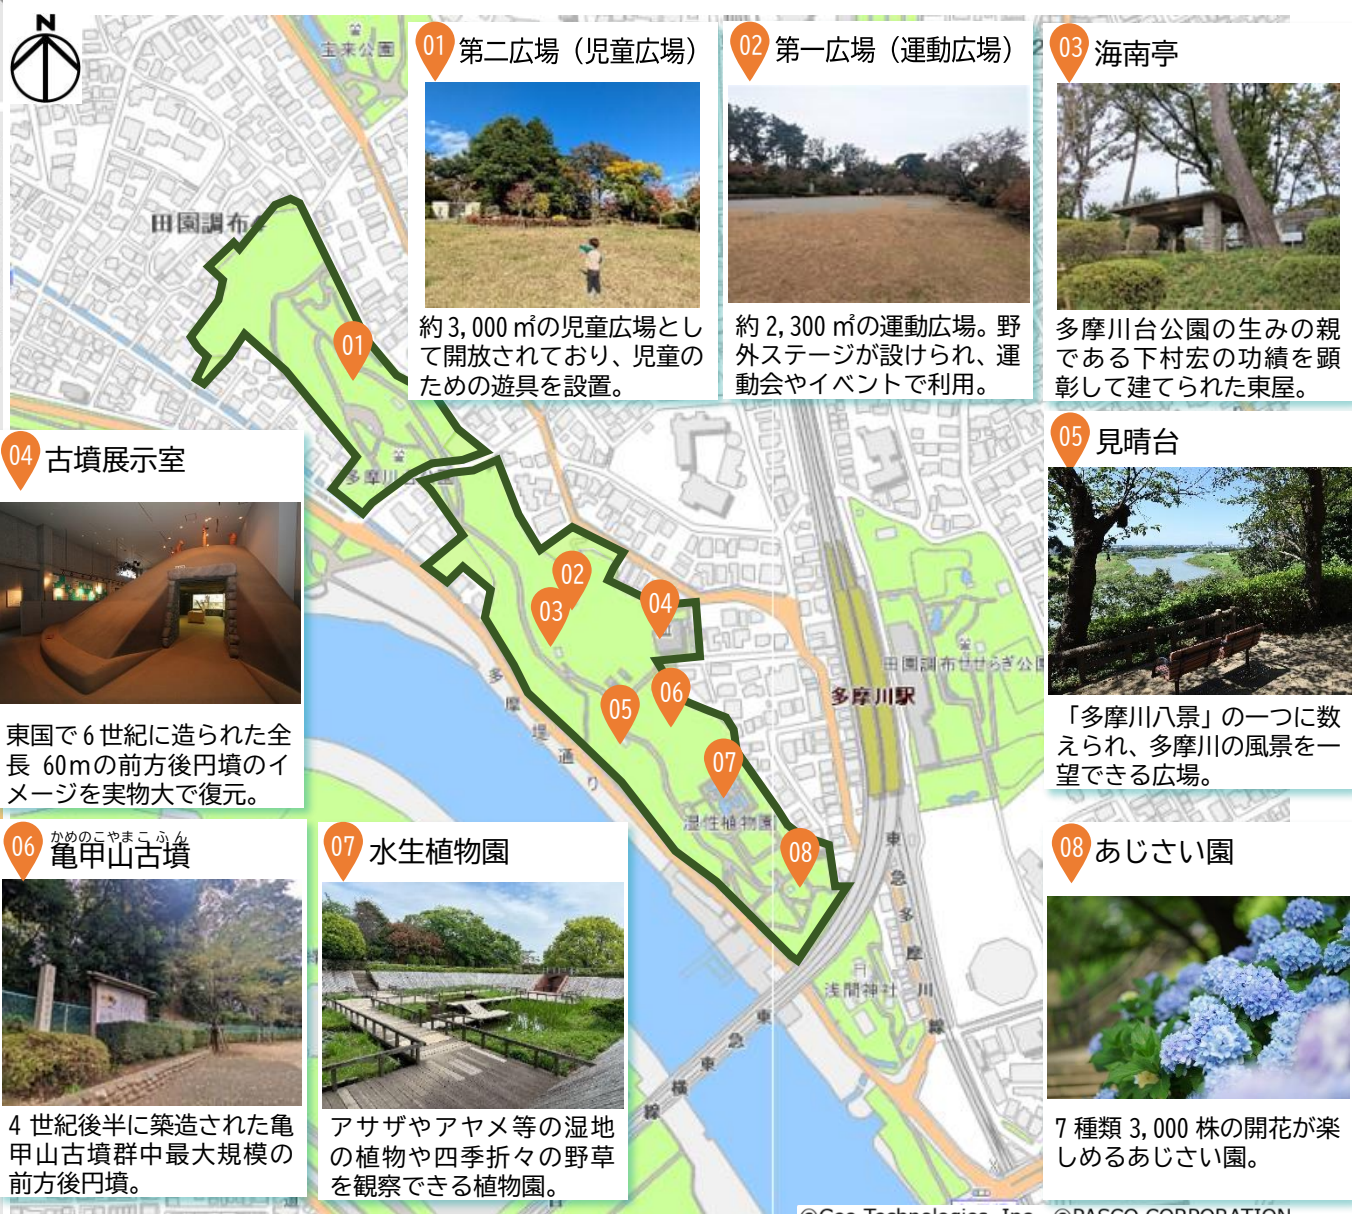 N
宝来公園
田園調布
01 第二広場（児童広場）
約3,000㎡の児童広場とし
て開放されており、児童の
ための遊具を設置。
02 第一広場（運動広場）
約2,300㎡の運動広場。野
外ステージが設けられ、運
動会やイベントで利用。
03 海南亭
多摩川台公園の生みの親
である下村宏の功績を顕
彰して建てられた東屋。
04 古墳展示室
東国で6世紀に造られた全
長 60mの前方後円墳のイ
メージを実物大で復元。
05 見晴台
「多摩川八景」の一つに数
えられ、多摩川の風景を一
望できる広場。
06 亀甲山古墳
かめのこやまこふん
4世紀後半に築造された亀
甲山古墳群中最大規模の
前方後円墳。
07 水生植物園
アサザやアヤメ等の湿地
の植物や四季折々の野草
を観察できる植物園。
08 あじさい園
7種類3,000株の開花が楽
しめるあじさい園。
01
02
03
04
05
06
07
08
多摩川
多摩堤通り
湿性植物園
多摩川駅
田園調布せせらぎ公園
東急多摩川線
浅間神社
東急東横線
©PASCO CORPORATION